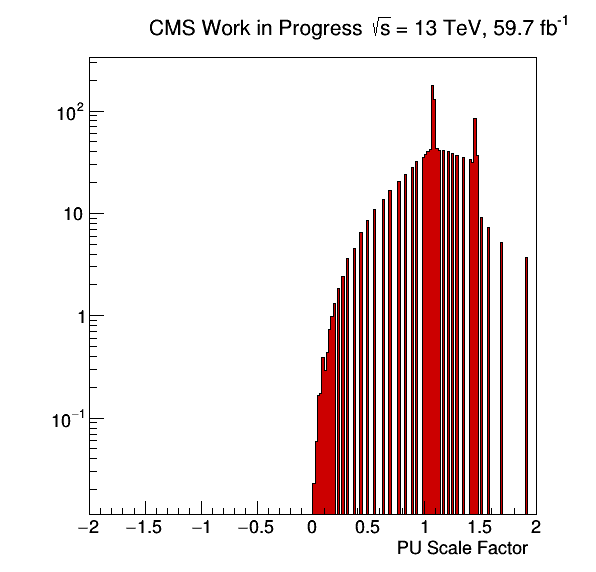 CMS Work in Progress √s = 13 TeV, 59.7 fb⁻¹
10²
10
1
10⁻¹
−2 −1.5 −1 −0.5 0 0.5 1 1.5 2
PU Scale Factor